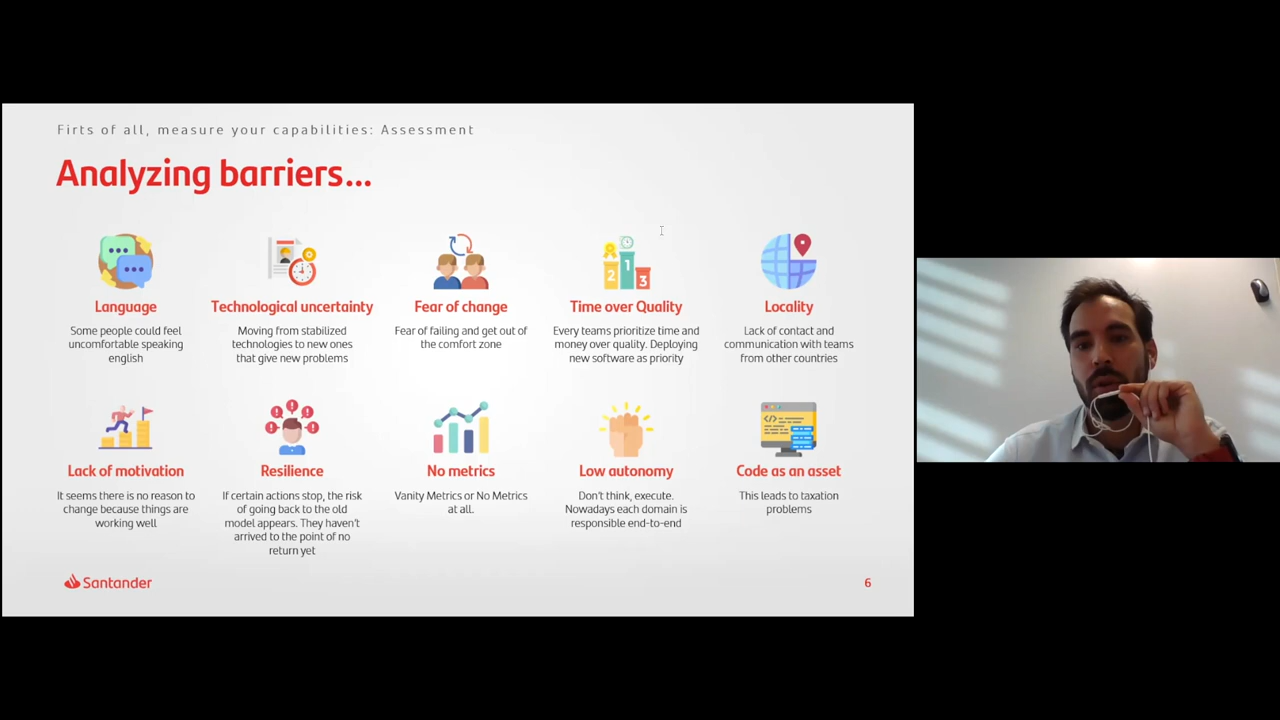 Firts of all, measure your capabilities: Assessment
Analyzing barriers...
Language
Some people could feel
uncomfortable speaking
english
Technological uncertainty
Moving from stabilized
technologies to new ones
that give new problems
Fear of change
Fear of failing and get out of
the comfort zone
Time over Quality
Every teams prioritize time and
money over quality. Deploying
new software as priority
Locality
Lack of contact and
communication with teams
from other countries
Lack of motivation
It seems there is no reason to
change because things are
working well
Resilience
If certain actions stop, the risk
of going back to the old
model appears. They haven't
arrived to the point of no
return yet
No metrics
Vanity Metrics or No Metrics
at all.
Low autonomy
Don't think, execute.
Nowadays each domain is
responsible end-to-end
Code as an asset
This leads to taxation
problems
2
1
3
</>
Santander
6